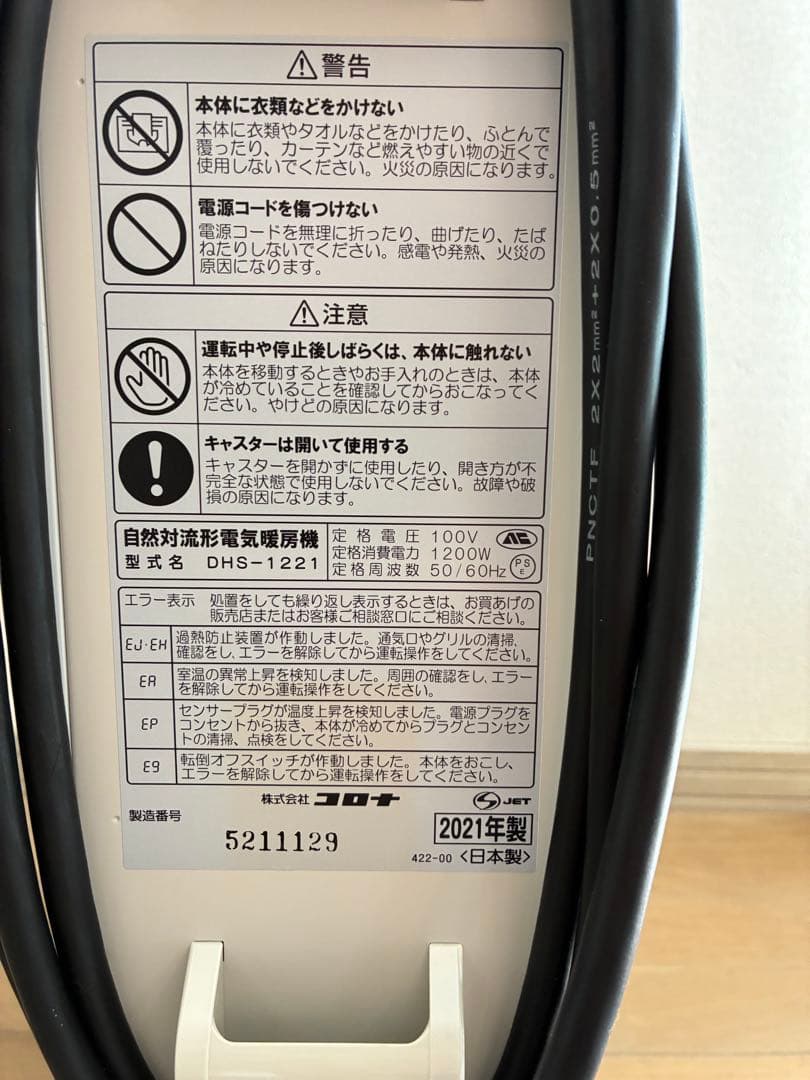 ⚠警告
本体に衣類などをかけない
本体に衣類やタオルなどをかけたり、ふとんで
覆ったり、カーテンなど燃えやすい物の近くで
使用しないでください。火災の原因になります。
電源コードを傷つけない
電源コードを無理に折ったり、曲げたり、たば
ねたりしないでください。感電や発熱、火災の
原因になります。
⚠注意
運転中や停止後しばらくは、本体に触れない
本体を移動するときやお手入れのときは、本体
が冷めていることを確認してからおこなってく
ださい。やけどの原因になります。
キャスターは開いて使用する
キャスターを開かずに使用したり、開き方が不
完全な状態で使用しないでください。故障や破
損の原因になります。
自然対流形電気暖房機
型式名 DHS-1221
定格電圧 100V
定格消費電力 1200W
定格周波数 50/60Hz
PS
E
エラー表示 処置をしても繰り返し表示するときは、お買あげの
販売店またはお客様ご相談窓口にご相談ください。
EJ・EH 過熱防止装置が作動しました。通気口やグリルの清掃、
確認をし、エラーを解除してから運転操作をしてください。
EA 室温の異常上昇を検知しました。周囲の確認をし、エラー
を解除してから運転操作をしてください。
EP センサープラグが温度上昇を検知しました。電源プラグを
コンセントから抜き、本体が冷めてからプラグとコンセン
トの清掃、点検をしてください。
E9 転倒オフスイッチが作動しました。本体をおこし、
エラーを解除してから運転操作をしてください。
株式会社 コロナ
S JET
製造番号
5211129
2021年製
422-00 <日本製>
PNCTF 2X2mm²+2X0.5mm²